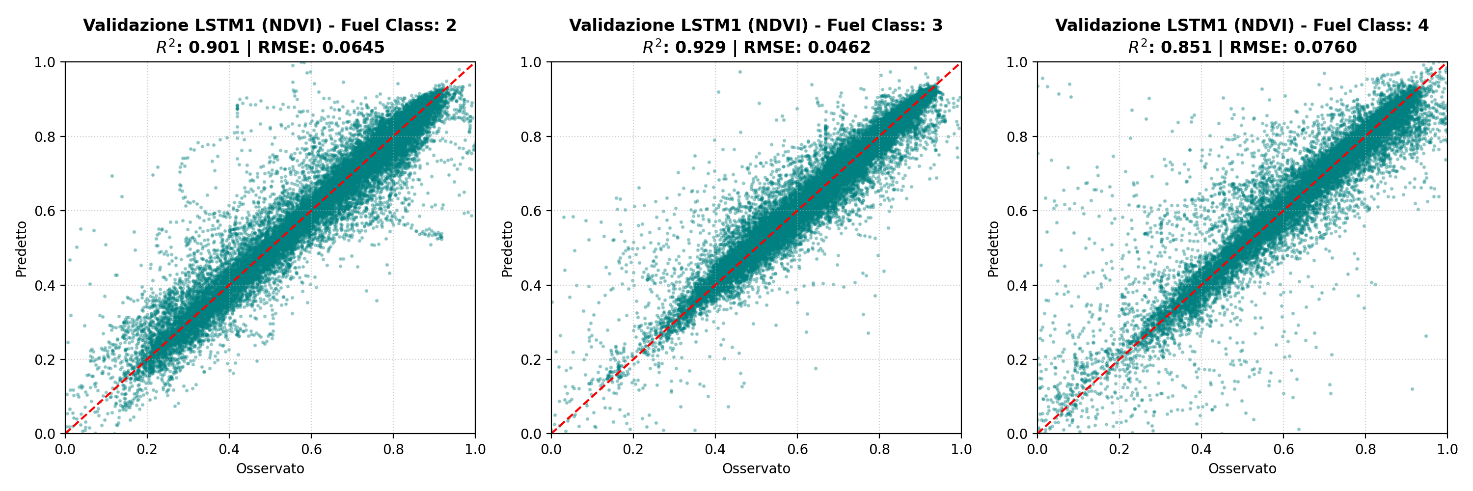 Validazione LSTM1 (NDVI) - Fuel Class: 2
R²: 0.901 | RMSE: 0.0645
1.0
0.8
0.6
0.4
0.2
0.0
Predetto
0.0 0.2 0.4 0.6 0.8 1.0
Osservato
Validazione LSTM1 (NDVI) - Fuel Class: 3
R²: 0.929 | RMSE: 0.0462
1.0
0.8
0.6
0.4
0.2
0.0
Predetto
0.0 0.2 0.4 0.6 0.8 1.0
Osservato
Validazione LSTM1 (NDVI) - Fuel Class: 4
R²: 0.851 | RMSE: 0.0760
1.0
0.8
0.6
0.4
0.2
0.0
Predetto
0.0 0.2 0.4 0.6 0.8 1.0
Osservato